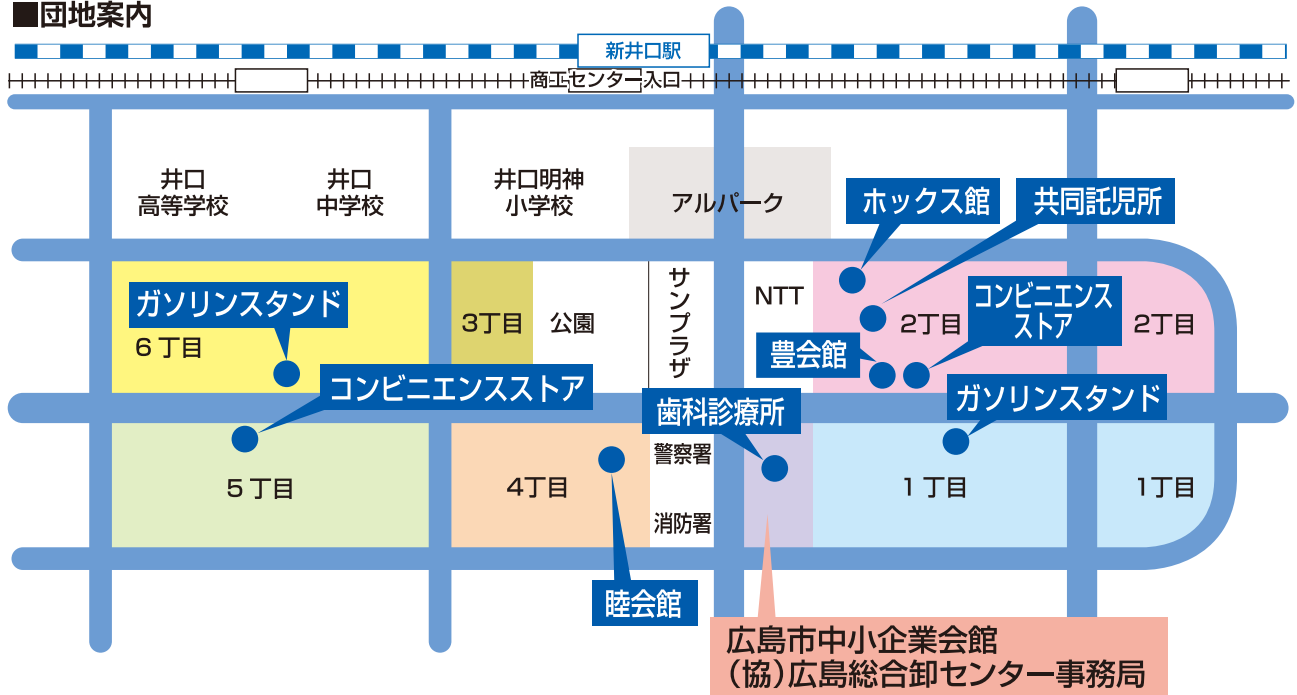 ■団地案内
新井口駅
商工センター入口
井口
高等学校
井口
中学校
井口明神
小学校
アルパーク
ホックス館
共同託児所
ガソリンスタンド
6丁目
3丁目
公園
サンプラザ
NTT
2丁目
コンビニエンス
ストア
2丁目
豊会館
コンビニエンスストア
歯科診療所
ガソリンスタンド
5丁目
4丁目
警察署
消防署
1丁目
1丁目
睦会館
広島市中小企業会館
（協）広島総合卸センター事務局